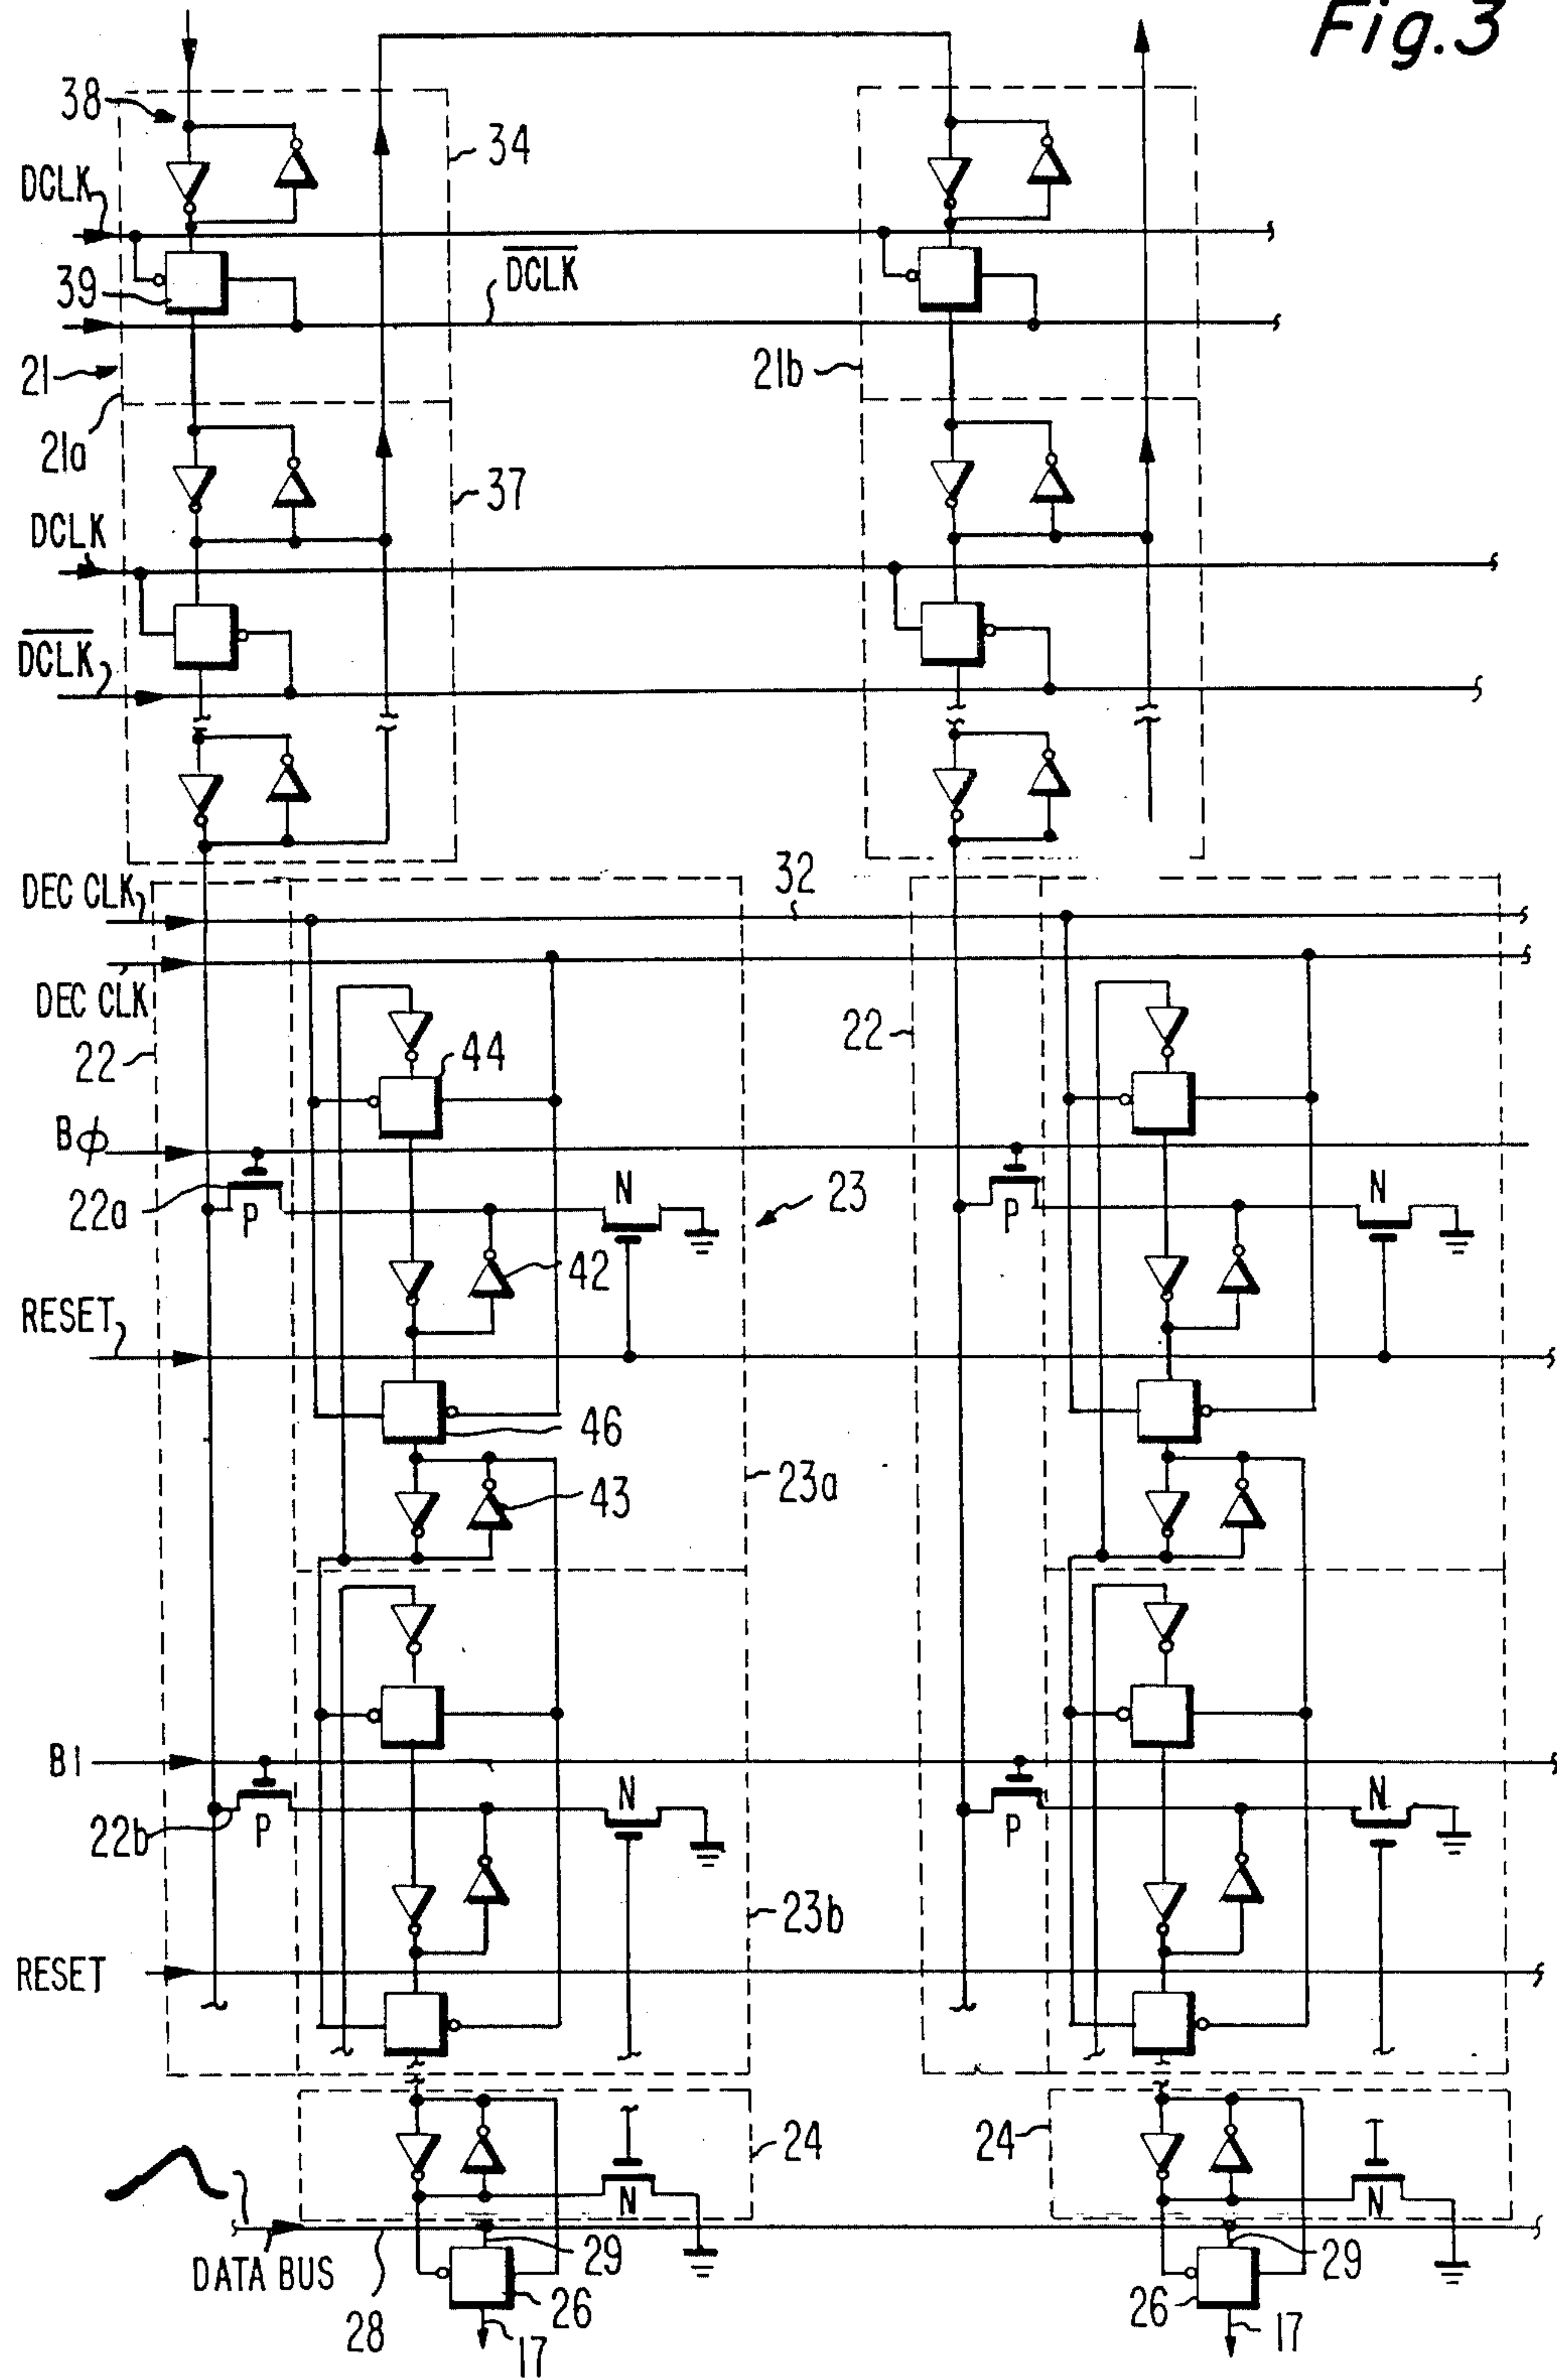 Fig.3
38
34
DCLK
39
D̅C̅L̅K̅
21
21b
21a
37
DCLK
D̅C̅L̅K̅
DEC CLK
32
DEC CLK
22
44
22
Bϕ
22a
P
N
23
P
N
42
RESET
46
23a
43
B1
22b
P
N
P
N
23b
RESET
24
24
N
N
DATA BUS
29
29
28
26
26
17
17